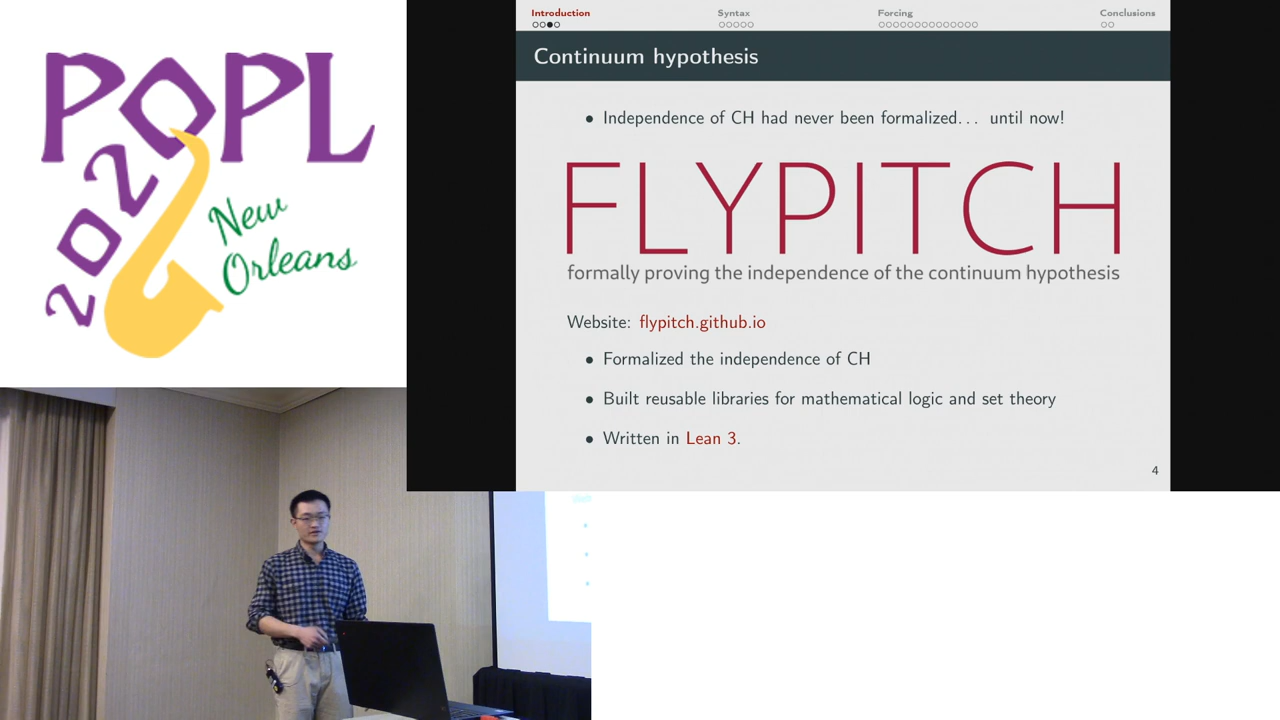 POPL
2020
New
Orleans
Introduction
Syntax
Forcing
Conclusions
Continuum hypothesis
• Independence of CH had never been formalized... until now!
FLYPITCH
formally proving the independence of the continuum hypothesis
Website: flypitch.github.io
• Formalized the independence of CH
• Built reusable libraries for mathematical logic and set theory
• Written in Lean 3.
4